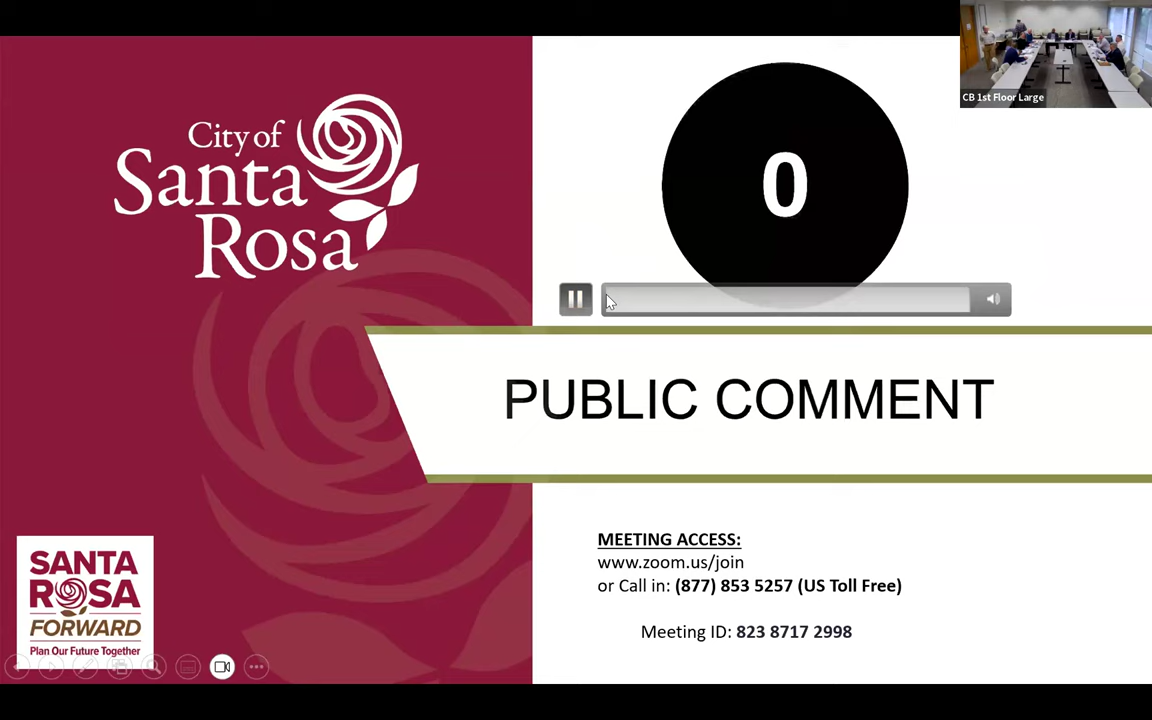 City of
Santa
Rosa
0
CB 1st Floor Large
PUBLIC COMMENT
MEETING ACCESS:
www.zoom.us/join
or Call in: (877) 853 5257 (US Toll Free)
Meeting ID: 823 8717 2998
SANTA
ROSA
FORWARD
Plan Our Future Together